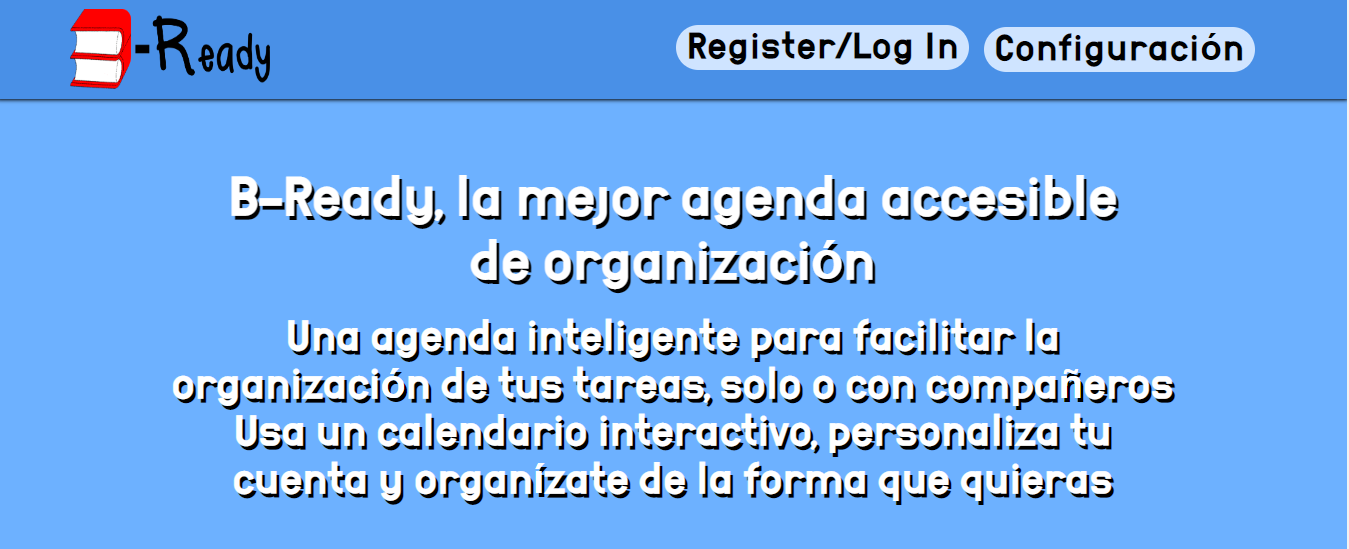 B-Ready
Register/Log In
Configuración
B-Ready, la mejor agenda accesible
de organización
Una agenda inteligente para facilitar la
organización de tus tareas, solo o con compañeros
Usa un calendario interactivo, personaliza tu
cuenta y organízate de la forma que quieras